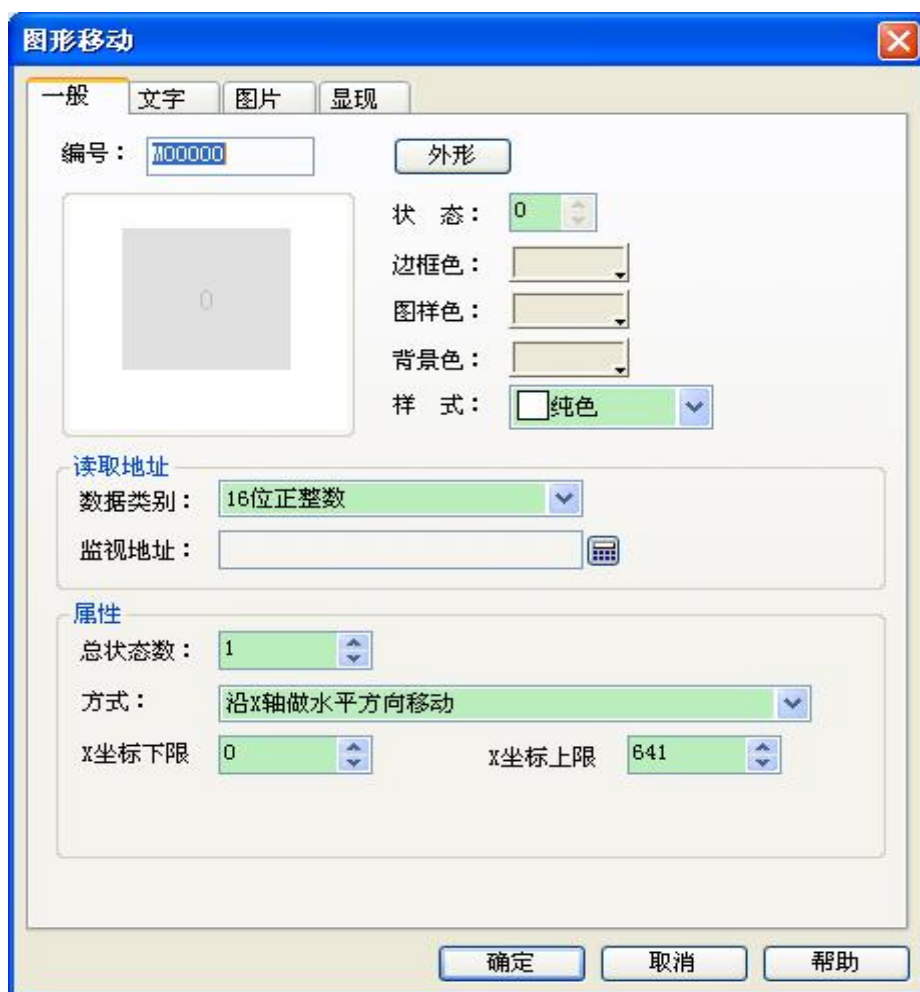 图形移动
一般 文字 图片 显现
编号： M00000 外形
0
状 态： 0
边框色：
图样色：
背景色：
样 式： 纯色
读取地址
数据类别： 16位正整数
监视地址：
属性
总状态数： 1
方式： 沿X轴做水平方向移动
X坐标下限 0 X坐标上限 641
确定 取消 帮助